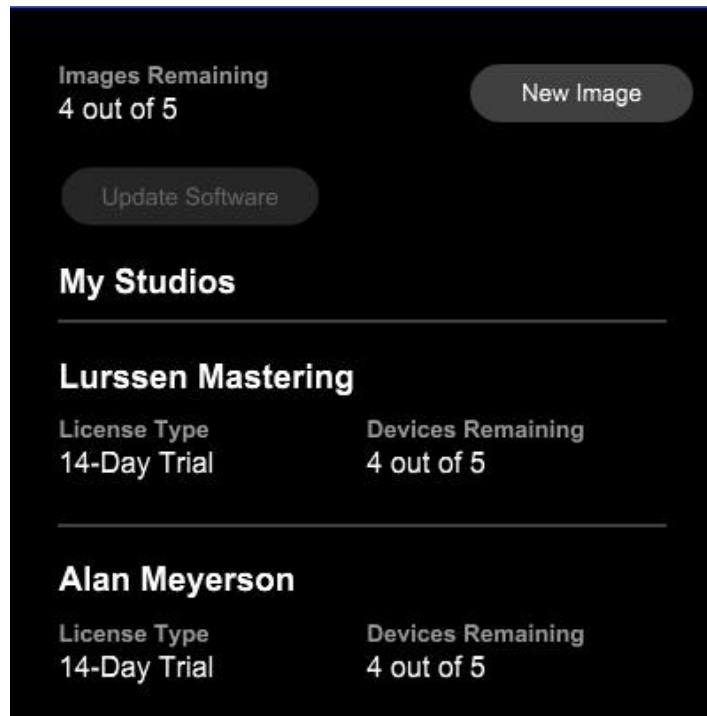 Images Remaining
4 out of 5
New Image
Update Software
My Studios
Lurssen Mastering
License Type
Devices Remaining
14-Day Trial
4 out of 5
Alan Meyerson
License Type
Devices Remaining
14-Day Trial
4 out of 5